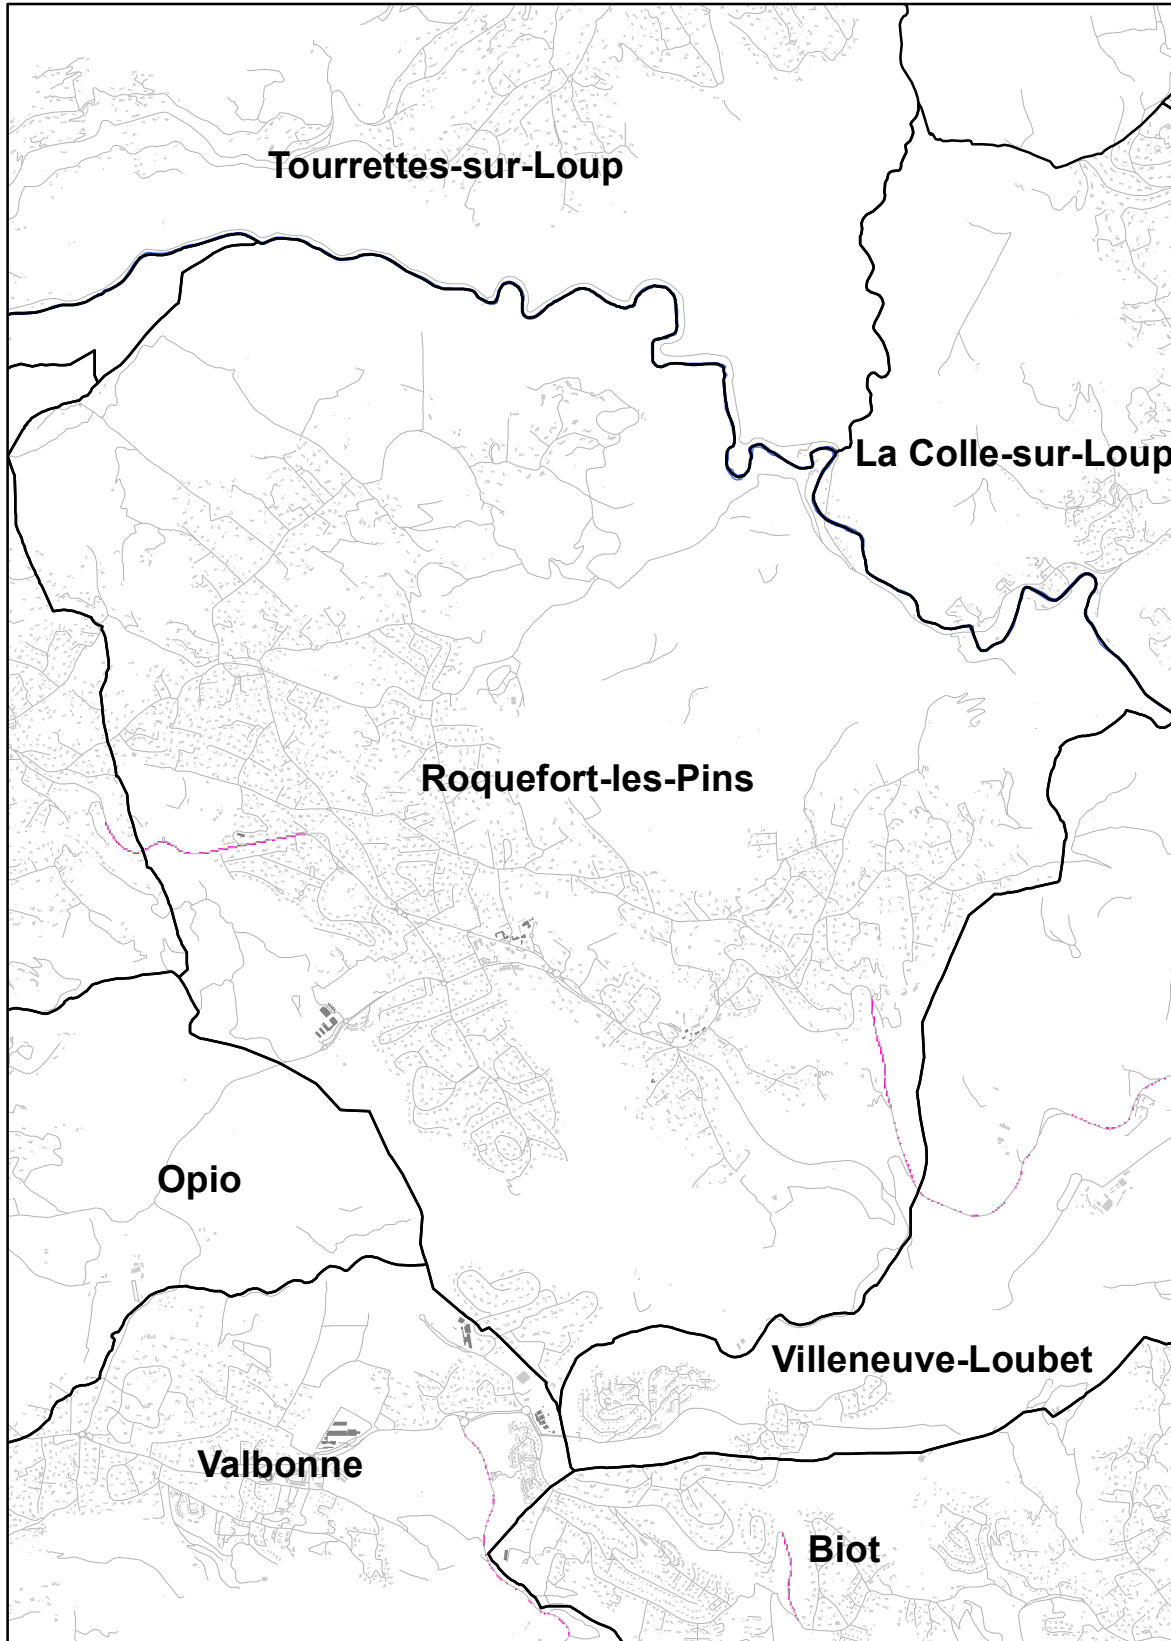 Tourrettes-sur-Loup
La Colle-sur-Loup
Roquefort-les-Pins
Opio
Villeneuve-Loubet
Valbonne
Biot